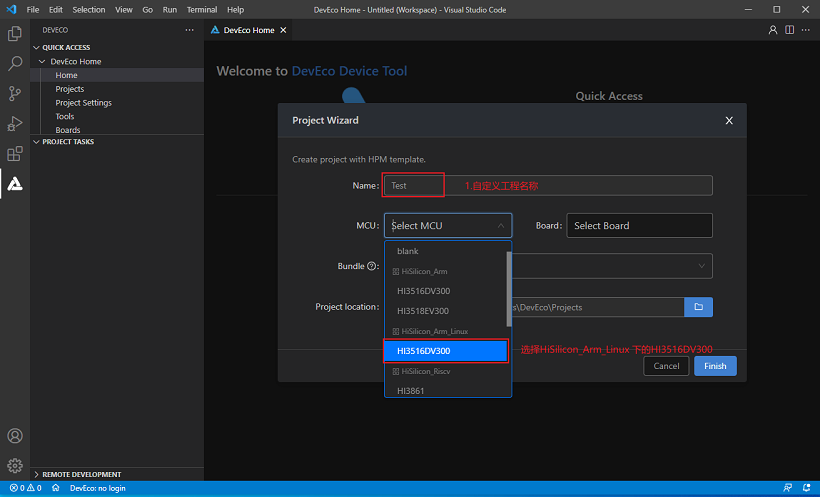 File Edit Selection View Go Run Terminal Help DevEco Home - Untitled (Workspace) - Visual Studio Code
DEVECO
DevEco Home
QUICK ACCESS
DevEco Home
Home
Projects
Project Settings
Tools
Boards
PROJECT TASKS
Welcome to DevEco Device Tool
Quick Access
Project Wizard
Create project with HPM template.
Name: Test 1.自定义工程名称
MCU: Select MCU Board: Select Board
blank
Bundle ?:
HiSilicon_Arm
HI3516DV300
Project location: s\DevEco\Projects
HI3518EV300
HiSilicon_Arm_Linux
HI3516DV300 选择HiSilicon_Arm_Linux 下的HI3516DV300
HiSilicon_Riscv
Cancel Finish
HI3861
REMOTE DEVELOPMENT
0 0 DevEco: no login